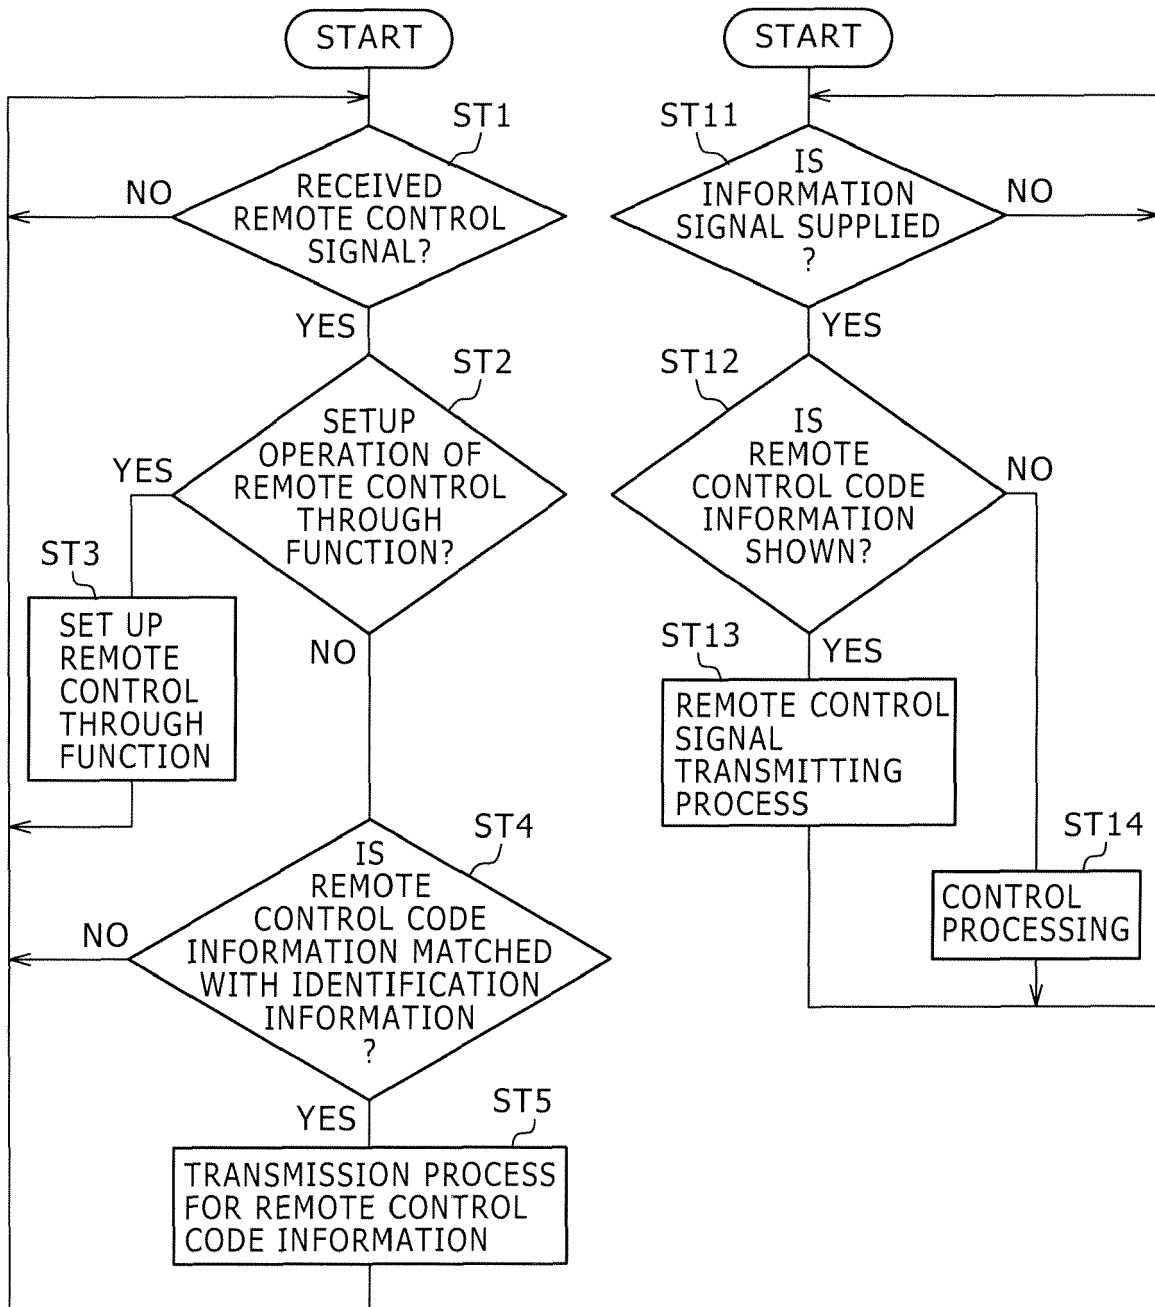 START
ST1
RECEIVED
REMOTE CONTROL
SIGNAL?
NO
YES
ST2
SETUP
OPERATION OF
REMOTE CONTROL
THROUGH
FUNCTION?
YES
NO
ST3
SET UP
REMOTE
CONTROL
THROUGH
FUNCTION
ST4
IS
REMOTE
CONTROL CODE
INFORMATION MATCHED
WITH IDENTIFICATION
INFORMATION
?
NO
YES
ST5
TRANSMISSION PROCESS
FOR REMOTE CONTROL
CODE INFORMATION
START
ST11
IS
INFORMATION
SIGNAL SUPPLIED
?
NO
YES
ST12
IS
REMOTE
CONTROL CODE
INFORMATION
SHOWN?
NO
YES
ST13
REMOTE CONTROL
SIGNAL
TRANSMITTING
PROCESS
ST14
CONTROL
PROCESSING